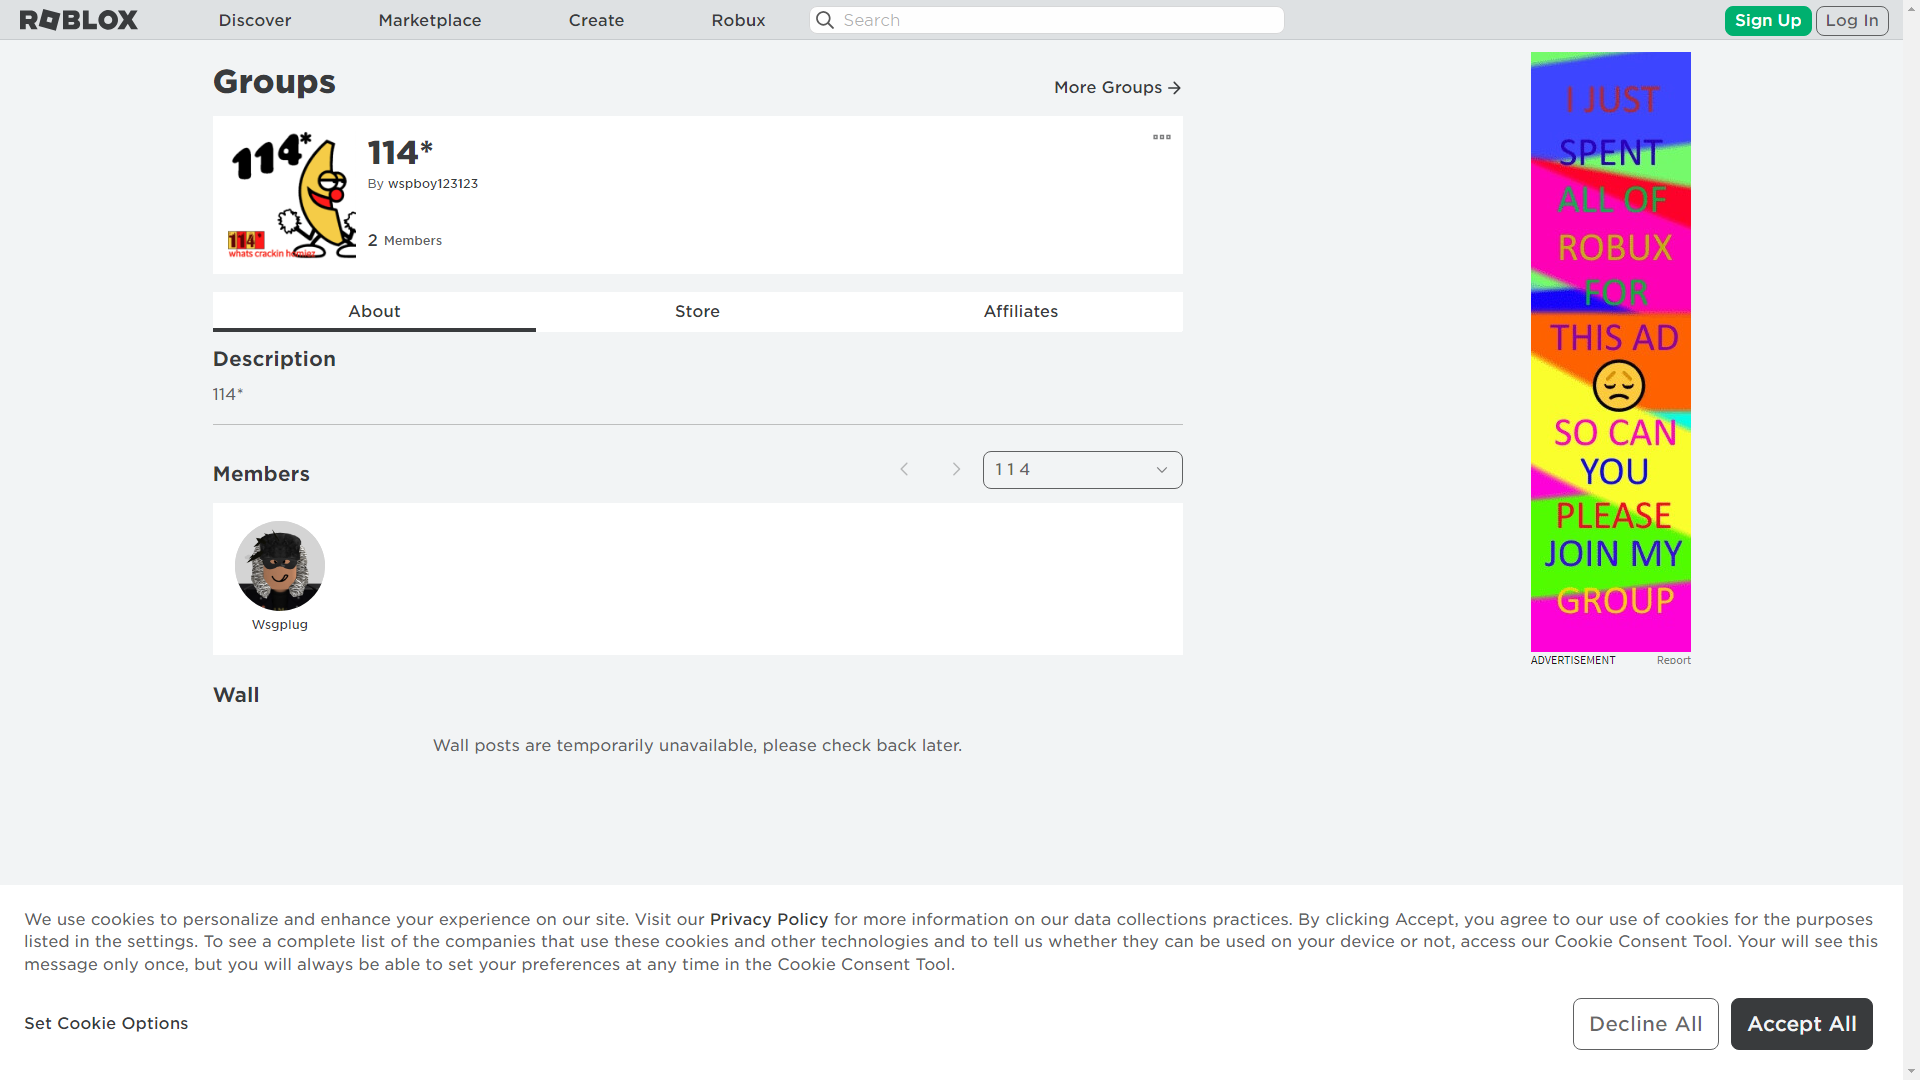 ROBLOX
Discover
Marketplace
Create
Robux
Search
Sign Up
Log In
Groups
More Groups
114*
114*
whats crackin homiez
114*
By wspboy123123
2 Members
About
Store
Affiliates
Description
114*
Members
1 1 4
Wsgplug
Wall
Wall posts are temporarily unavailable, please check back later.
I JUST
SPENT
ALL OF
ROBUX
FOR
THIS AD
SO CAN
YOU
PLEASE
JOIN MY
GROUP
ADVERTISEMENT
Report
We use cookies to personalize and enhance your experience on our site. Visit our Privacy Policy for more information on our data collections practices. By clicking Accept, you agree to our use of cookies for the purposes
listed in the settings. To see a complete list of the companies that use these cookies and other technologies and to tell us whether they can be used on your device or not, access our Cookie Consent Tool. Your will see this
message only once, but you will always be able to set your preferences at any time in the Cookie Consent Tool.
Set Cookie Options
Decline All
Accept All